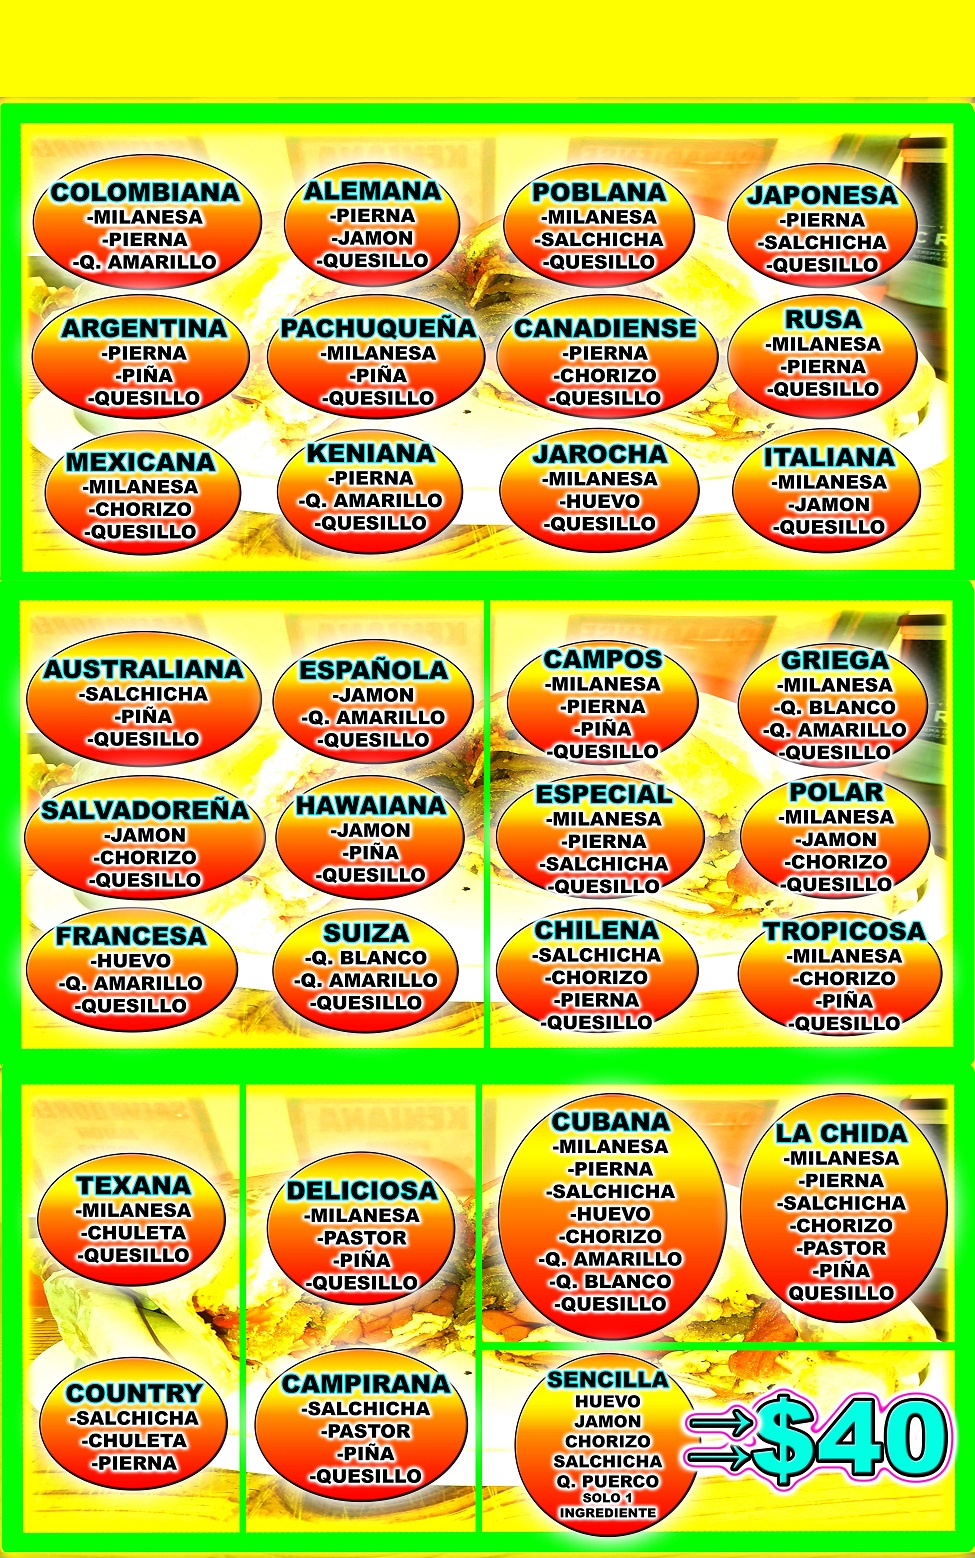 COLOMBIANA
-MILANESA
-PIERNA
-Q. AMARILLO
ALEMANA
-PIERNA
-JAMON
-QUESILLO
POBLANA
-MILANESA
-SALCHICHA
-QUESILLO
JAPONESA
-PIERNA
-SALCHICHA
-QUESILLO
ARGENTINA
-PIERNA
-PIÑA
-QUESILLO
PACHUQUEÑA
-MILANESA
-PIÑA
-QUESILLO
CANADIENSE
-PIERNA
-CHORIZO
-QUESILLO
RUSA
-MILANESA
-PIERNA
-QUESILLO
MEXICANA
-MILANESA
-CHORIZO
-QUESILLO
KENIANA
-PIERNA
-Q. AMARILLO
-QUESILLO
JAROCHA
-MILANESA
-HUEVO
-QUESILLO
ITALIANA
-MILANESA
-JAMON
-QUESILLO
AUSTRALIANA
-SALCHICHA
-PIÑA
-QUESILLO
ESPAÑOLA
-JAMON
-Q. AMARILLO
-QUESILLO
SALVADOREÑA
-JAMON
-CHORIZO
-QUESILLO
HAWAIANA
-JAMON
-PIÑA
-QUESILLO
FRANCESA
-HUEVO
-Q. AMARILLO
-QUESILLO
SUIZA
-Q. BLANCO
-Q. AMARILLO
-QUESILLO
CAMPOS
-MILANESA
-PIERNA
-PIÑA
-QUESILLO
GRIEGA
-MILANESA
-Q. BLANCO
-Q. AMARILLO
-QUESILLO
ESPECIAL
-MILANESA
-PIERNA
-SALCHICHA
-QUESILLO
POLAR
-MILANESA
-JAMON
-CHORIZO
-QUESILLO
CHILENA
-SALCHICHA
-CHORIZO
-PIERNA
-QUESILLO
TROPICOSA
-MILANESA
-CHORIZO
-PIÑA
-QUESILLO
TEXANA
-MILANESA
-CHULETA
-QUESILLO
COUNTRY
-SALCHICHA
-CHULETA
-PIERNA
DELICIOSA
-MILANESA
-PASTOR
-PIÑA
-QUESILLO
CAMPIRANA
-SALCHICHA
-PASTOR
-PIÑA
-QUESILLO
CUBANA
-MILANESA
-PIERNA
-SALCHICHA
-HUEVO
-CHORIZO
-Q. AMARILLO
-Q. BLANCO
-QUESILLO
LA CHIDA
-MILANESA
-PIERNA
-SALCHICHA
-CHORIZO
-PASTOR
-PIÑA
QUESILLO
SENCILLA
HUEVO
JAMON
CHORIZO
SALCHICHA
Q. PUERCO
SOLO 1
INGREDIENTE
$40